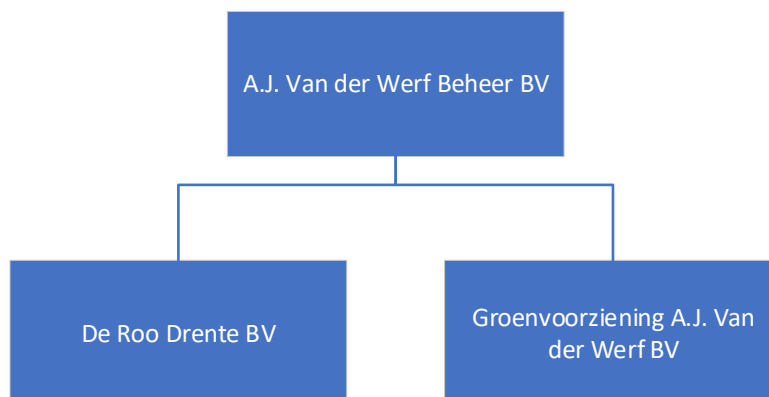 A.J. Van der Werf Beheer BV
De Roo Drente BV
Groenvoorziening A.J. Van
der Werf BV